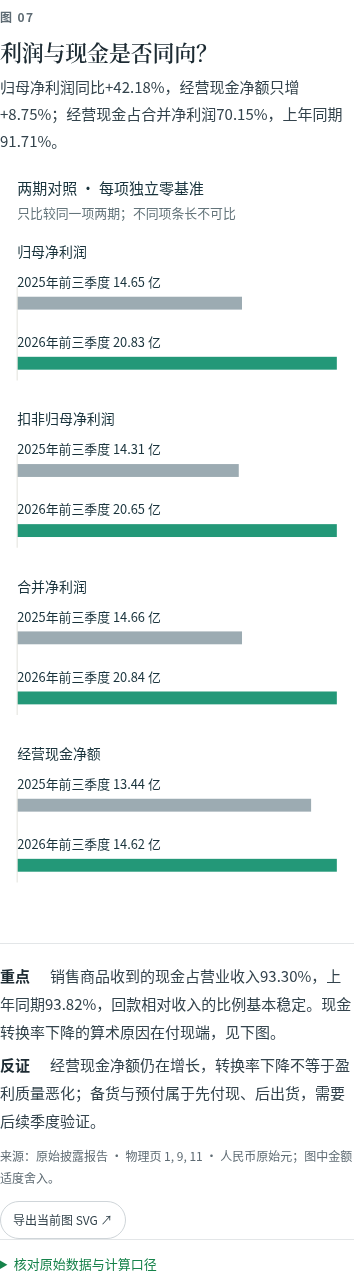 图 07
利润与现金是否同向？
归母净利润同比+42.18%，经营现金净额只增
+8.75%；经营现金占合并净利润70.15%，上年同期
91.71%。
两期对照 · 每项独立零基准
只比较同一项两期；不同项条长不可比
归母净利润
2025年前三季度 14.65 亿
2026年前三季度 20.83 亿
扣非归母净利润
2025年前三季度 14.31 亿
2026年前三季度 20.65 亿
合并净利润
2025年前三季度 14.66 亿
2026年前三季度 20.84 亿
经营现金净额
2025年前三季度 13.44 亿
2026年前三季度 14.62 亿
重点 销售商品收到的现金占营业收入93.30%，上
年同期93.82%，回款相对收入的比例基本稳定。现金
转换率下降的算术原因在付现端，见下图。
反证 经营现金净额仍在增长，转换率下降不等于盈
利质量恶化；备货与预付属于先付现、后出货，需要
后续季度验证。
来源：原始披露报告 · 物理页 1, 9, 11 · 人民币原始元；图中金额
适度舍入。
导出当前图 SVG ↗
▶ 核对原始数据与计算口径